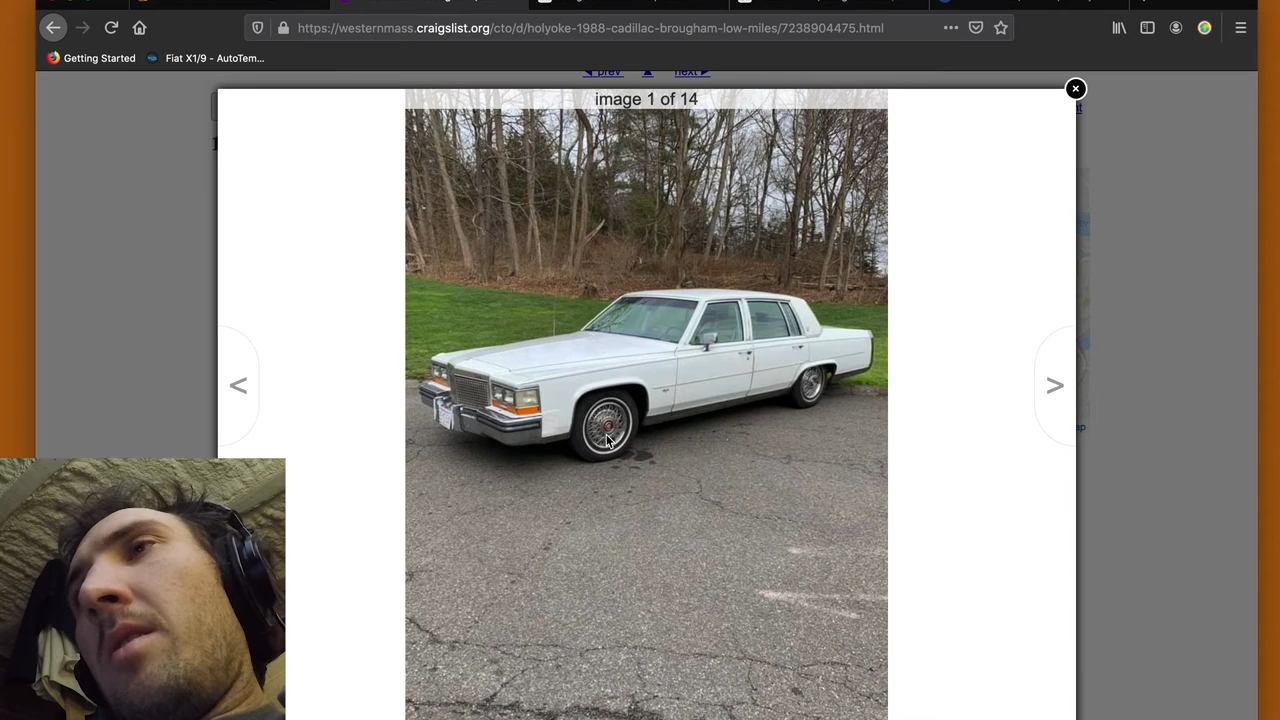 https://westernmass.craigslist.org/cto/d/holyoke-1988-cadillac-brougham-low-miles/7238904475.html
Getting Started
Fiat X1/9 - AutoTem...
◄ prev ▲ next ►
image 1 of 14
< >